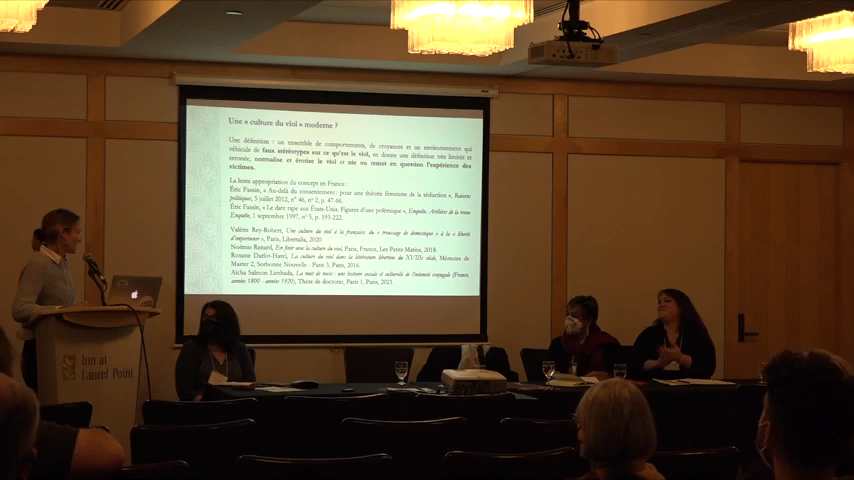 Une « culture du viol » moderne ?
Une définition : un ensemble de comportements, de croyances et un environnement qui
véhicule de faux stéréotypes sur ce qu'est le viol, en donne une définition très limitée et
erronée, normalise et érotise le viol et nie ou remet en question l'expérience des
victimes.
La lente appropriation du concept en France :
Éric Fassin, « Au-delà du consentement : pour une théorie féministe de la séduction », Raisons
politiques, 5 juillet 2012, n° 46, n° 2, p. 47-66.
Éric Fassin, « Le date rape aux États-Unis. Figures d'une polémique », Enquête, Archives de la revue
Enquête, 1 septembre 1997, n° 5, p. 193-222.
Valérie Rey-Robert, Une culture du viol à la française: du « troussage de domestique » à la « liberté
d'importuner », Paris, Libertalia, 2020
Noémie Renard, En finir avec la culture du viol, Paris, France, Les Petits Matins, 2018.
Roxane Darlot-Harel, La culture du viol dans la littérature libertine du XVIIIe siècle, Mémoire de
Master 2, Sorbonne Nouvelle - Paris 3, Paris, 2016.
Aïcha Salmon Limbada, La nuit de noces : une histoire sociale et culturelle de l'intimité conjugale (France,
années 1800 - années 1920), Thèse de doctorat, Paris 1, Paris, 2021.
Inn at
Laurel Point